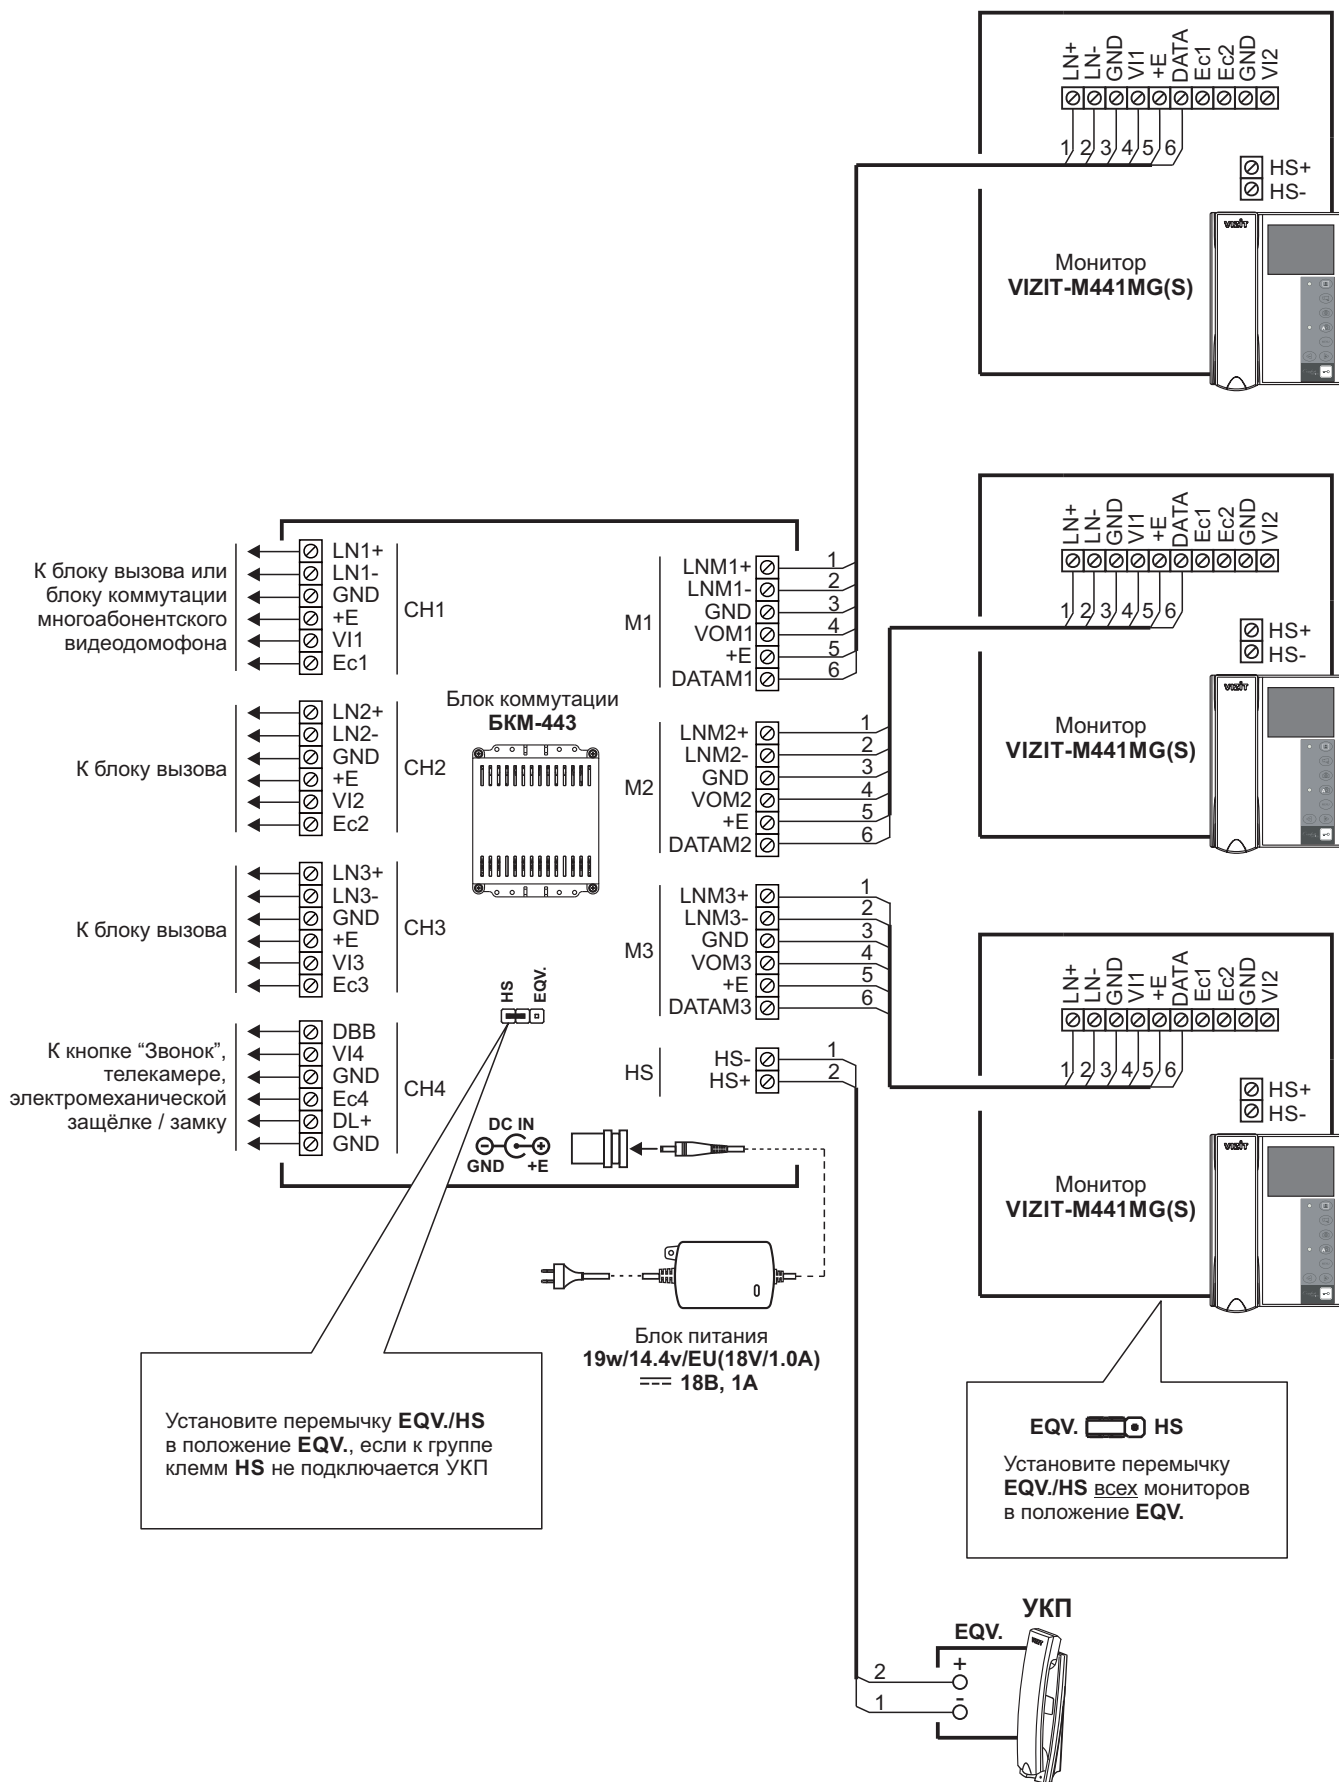 LN+
LN-
GND
VI1
+E
DATA
Ec1
Ec2
GND
VI2
1 2 3 4 5 6
HS+
HS-
VIZIT
Монитор
VIZIT-M441MG(S)
LN+
LN-
GND
VI1
+E
DATA
Ec1
Ec2
GND
VI2
1 2 3 4 5 6
HS+
HS-
VIZIT
Монитор
VIZIT-M441MG(S)
К блоку вызова или
блоку коммутации
многоабонентского
видеодомофона
LN1+
LN1-
GND
+E
VI1
Ec1
CH1
К блоку вызова
LN2+
LN2-
GND
+E
VI2
Ec2
CH2
К блоку вызова
LN3+
LN3-
GND
+E
VI3
Ec3
CH3
К кнопке “Звонок”,
телекамере,
электромеханической
защёлке / замку
DBB
VI4
GND
Ec4
DL+
GND
CH4
Блок коммутации
БКМ-443
HS
EQV.
DC IN
GND
+E
M1
LNM1+ 1
LNM1- 2
GND 3
VOM1 4
+E 5
DATAM1 6
M2
LNM2+ 1
LNM2- 2
GND 3
VOM2 4
+E 5
DATAM2 6
M3
LNM3+ 1
LNM3- 2
GND 3
VOM3 4
+E 5
DATAM3 6
HS
HS- 1
HS+ 2
LN+
LN-
GND
VI1
+E
DATA
Ec1
Ec2
GND
VI2
1 2 3 4 5 6
HS+
HS-
VIZIT
Монитор
VIZIT-M441MG(S)
Блок питания
19w/14.4v/EU(18V/1.0A)
18В, 1А
Установите перемычку EQV./HS
в положение EQV., если к группе
клемм HS не подключается УКП
EQV. HS
Установите перемычку
EQV./HS всех мониторов
в положение EQV.
УКП
EQV.
2 +
1 -